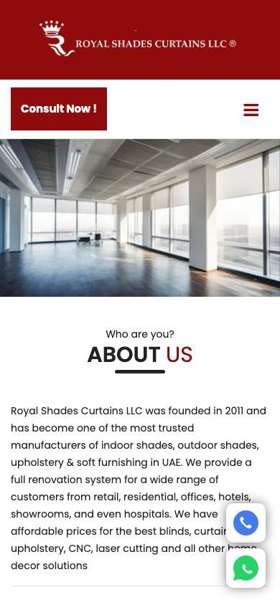 ROYAL SHADES CURTAINS LLC ®
Consult Now !
Who are you?
ABOUT US
Royal Shades Curtains LLC was founded in 2011 and
has become one of the most trusted
manufacturers of indoor shades, outdoor shades,
upholstery & soft furnishing in UAE. We provide a
full renovation system for a wide range of
customers from retail, residential, offices, hotels,
showrooms, and even hospitals. We have
affordable prices for the best blinds,
upholstery, CNC, laser cutting and all other home
decor solutions